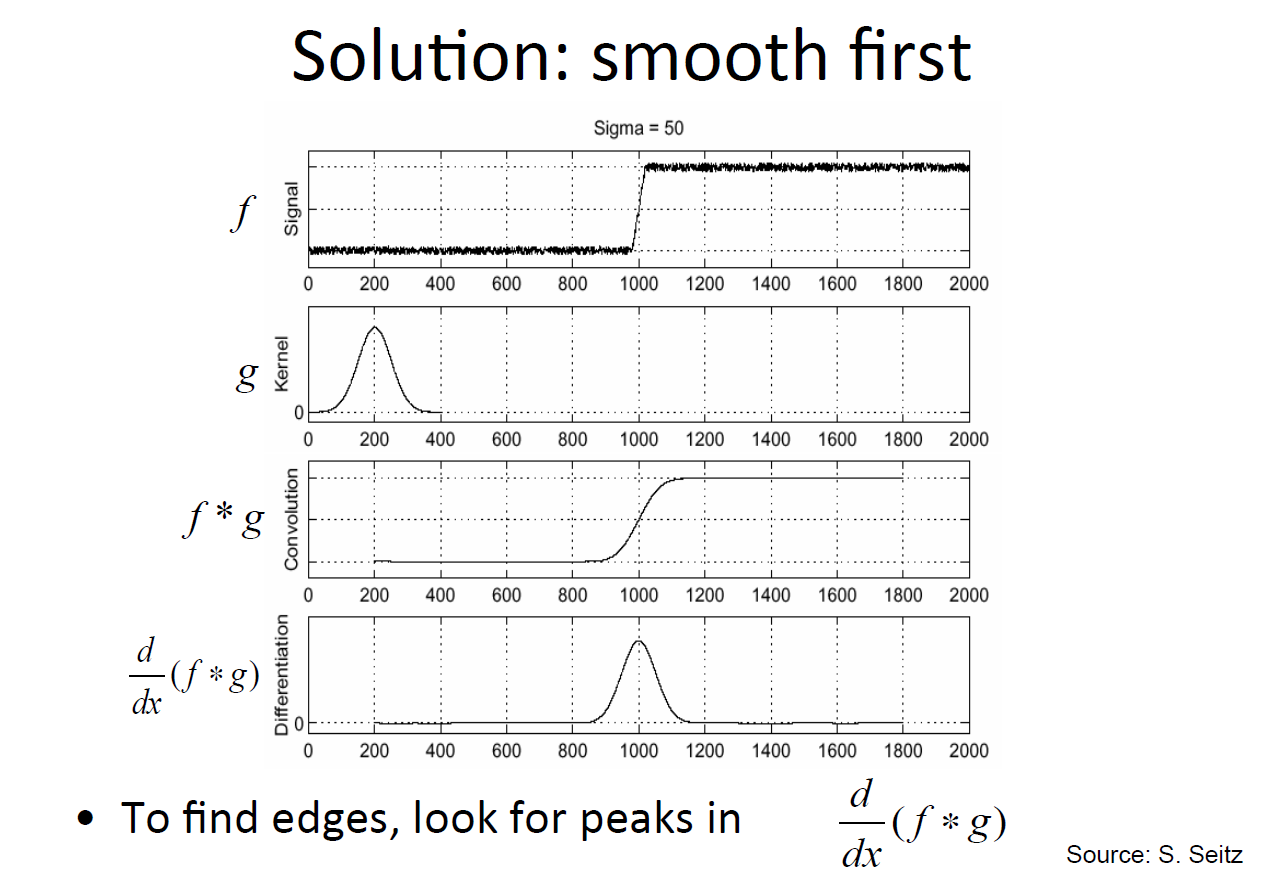 Solution: smooth first
Sigma = 50
f
Signal
0 200 400 600 800 1000 1200 1400 1600 1800 2000
g
Kernel
0
0 200 400 600 800 1000 1200 1400 1600 1800 2000
f * g
Convolution
0 200 400 600 800 1000 1200 1400 1600 1800 2000
d
dx
(f * g)
Differentiation
0
0 200 400 600 800 1000 1200 1400 1600 1800 2000
• To find edges, look for peaks in
d
dx
(f * g)
Source: S. Seitz